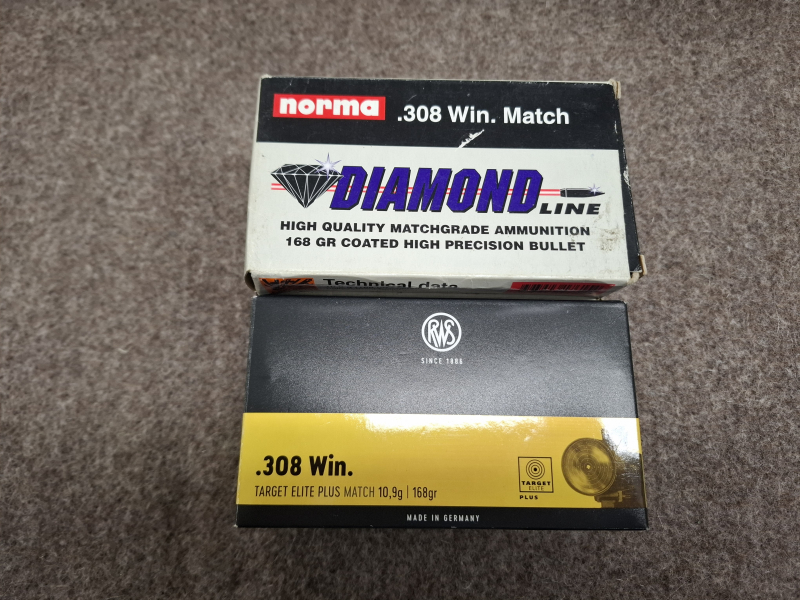 norma .308 Win. Match
DIAMOND LINE
HIGH QUALITY MATCHGRADE AMMUNITION
168 GR COATED HIGH PRECISION BULLET
Technical data
RWS
SINCE 1886
.308 Win.
TARGET ELITE PLUS MATCH 10,9g | 168gr
TARGET
ELITE
PLUS
MADE IN GERMANY